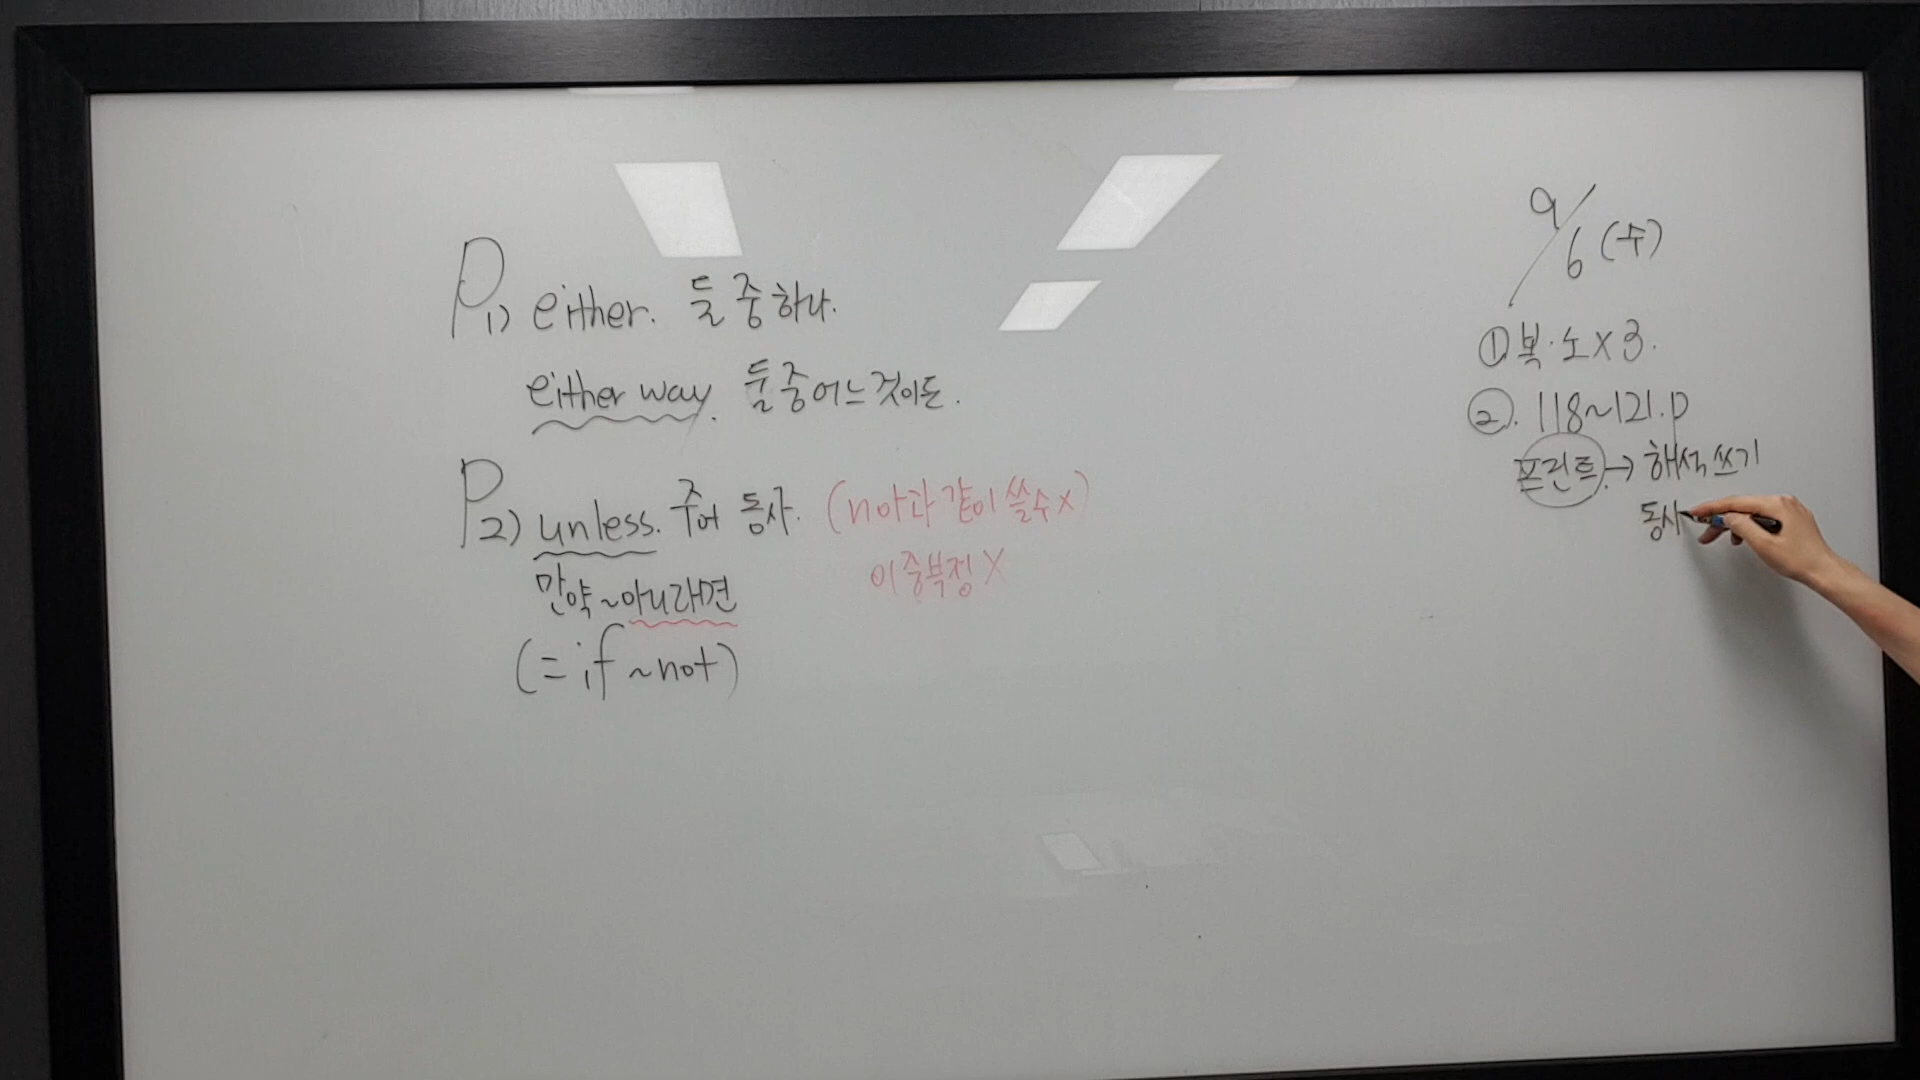 P1) either. 둘 중 하나.
either way. 둘 중 어느 것이든.
P2) unless. 주어 동사. (not과 같이 쓸 수 X)
이중부정 X
만약~아니라면
(= if ~not)
9/6 (수)
① 복·노 X 3.
②. 118~121.p
프린트 → 해석 쓰기
동사